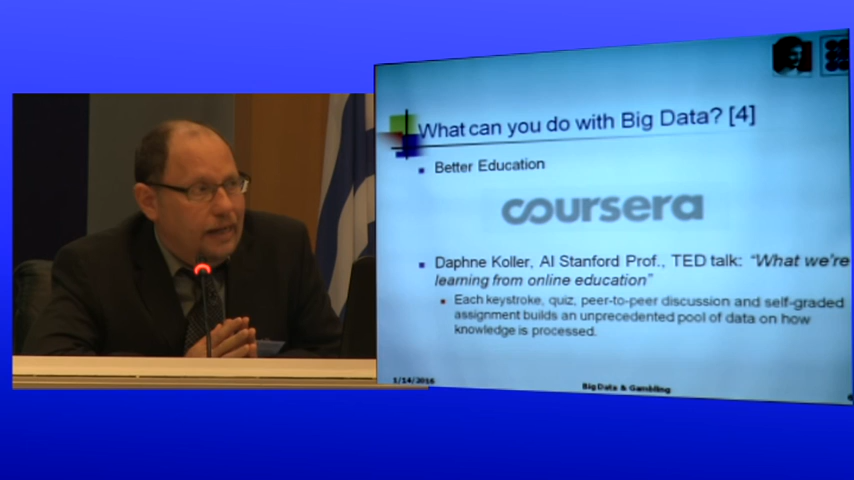 What can you do with Big Data? [4]
Better Education
coursera
Daphne Koller, AI Stanford Prof., TED talk: “What we're
learning from online education”
Each keystroke, quiz, peer-to-peer discussion and self-graded
assignment builds an unprecedented pool of data on how
knowledge is processed.
1/14/2016
Big Data & Gambling